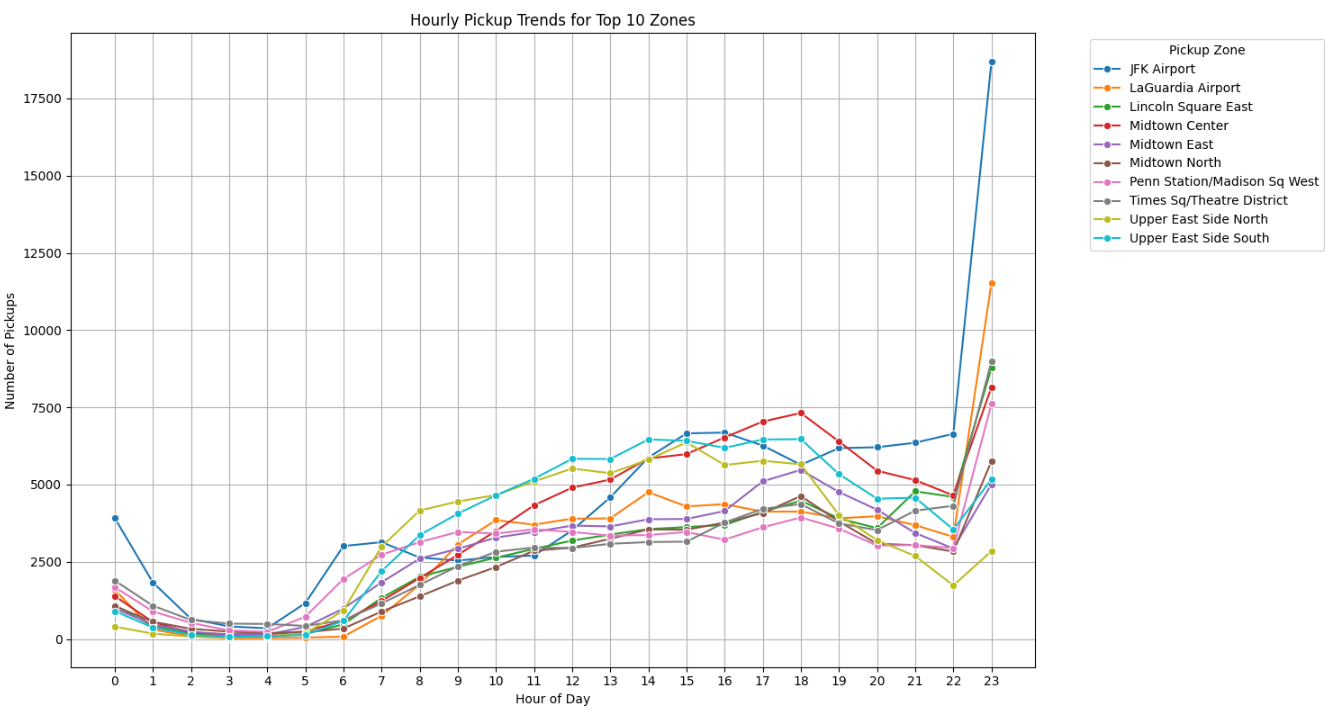 Hourly Pickup Trends for Top 10 Zones
Number of Pickups
17500
15000
12500
10000
7500
5000
2500
0
0 1 2 3 4 5 6 7 8 9 10 11 12 13 14 15 16 17 18 19 20 21 22 23
Hour of Day
Pickup Zone
JFK Airport
LaGuardia Airport
Lincoln Square East
Midtown Center
Midtown East
Midtown North
Penn Station/Madison Sq West
Times Sq/Theatre District
Upper East Side North
Upper East Side South